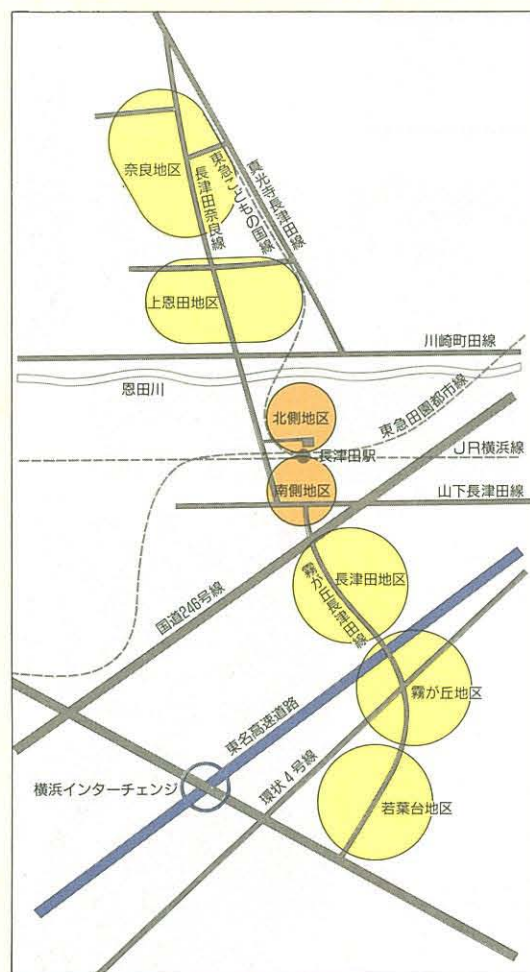 奈良地区
東急こどもの国線
真光寺長津田線
長津田奈良線
上恩田地区
川崎町田線
恩田川
北側地区
東急田園都市線
長津田駅
JR横浜線
南側地区
山下長津田線
長津田地区
霧が丘長津田線
国道246号線
霧が丘地区
東名高速道路
横浜インターチェンジ
環状4号線
若葉台地区